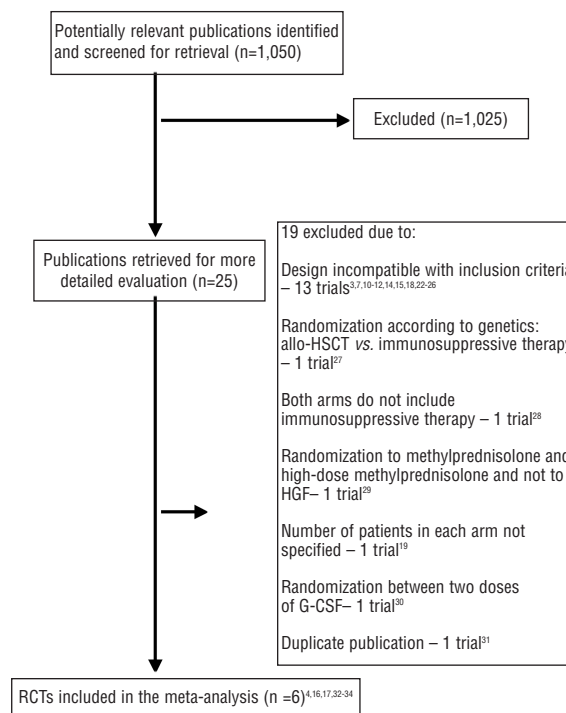 Potentially relevant publications identified
and screened for retrieval (n=1,050)
Excluded (n=1,025)
Publications retrieved for more
detailed evaluation (n=25)
19 excluded due to:
Design incompatible with inclusion criteria
– 13 trials3,7,10-12,14,15,18,22-26
Randomization according to genetics:
allo-HSCT vs. immunosuppressive therapy
– 1 trial27
Both arms do not include
immunosuppressive therapy – 1 trial28
Randomization to methylprednisolone and
high-dose methylprednisolone and not to
HGF– 1 trial29
Number of patients in each arm not
specified – 1 trial19
Randomization between two doses
of G-CSF– 1 trial30
Duplicate publication – 1 trial31
RCTs included in the meta-analysis (n =6)4,16,17,32-34